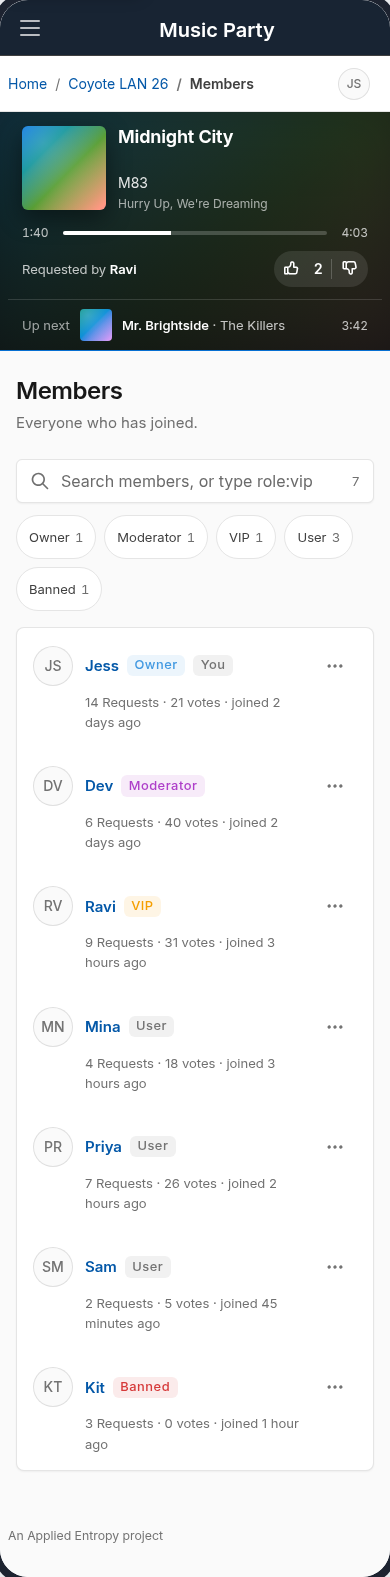 Music Party
Home / Coyote LAN 26 / Members
JS
Midnight City
M83
Hurry Up, We're Dreaming
1:40 4:03
Requested by Ravi 2
Up next Mr. Brightside · The Killers 3:42
Members
Everyone who has joined.
Search members, or type role:vip 7
Owner 1 Moderator 1 VIP 1 User 3
Banned 1
JS Jess Owner You
14 Requests · 21 votes · joined 2
days ago
DV Dev Moderator
6 Requests · 40 votes · joined 2
days ago
RV Ravi VIP
9 Requests · 31 votes · joined 3
hours ago
MN Mina User
4 Requests · 18 votes · joined 3
hours ago
PR Priya User
7 Requests · 26 votes · joined 2
hours ago
SM Sam User
2 Requests · 5 votes · joined 45
minutes ago
KT Kit Banned
3 Requests · 0 votes · joined 1 hour
ago
An Applied Entropy project